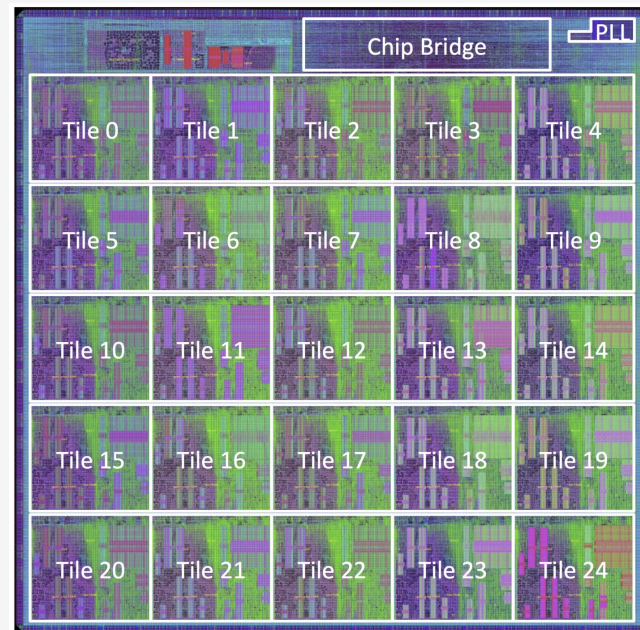 Chip Bridge
PLL
Tile 0
Tile 1
Tile 2
Tile 3
Tile 4
Tile 5
Tile 6
Tile 7
Tile 8
Tile 9
Tile 10
Tile 11
Tile 12
Tile 13
Tile 14
Tile 15
Tile 16
Tile 17
Tile 18
Tile 19
Tile 20
Tile 21
Tile 22
Tile 23
Tile 24